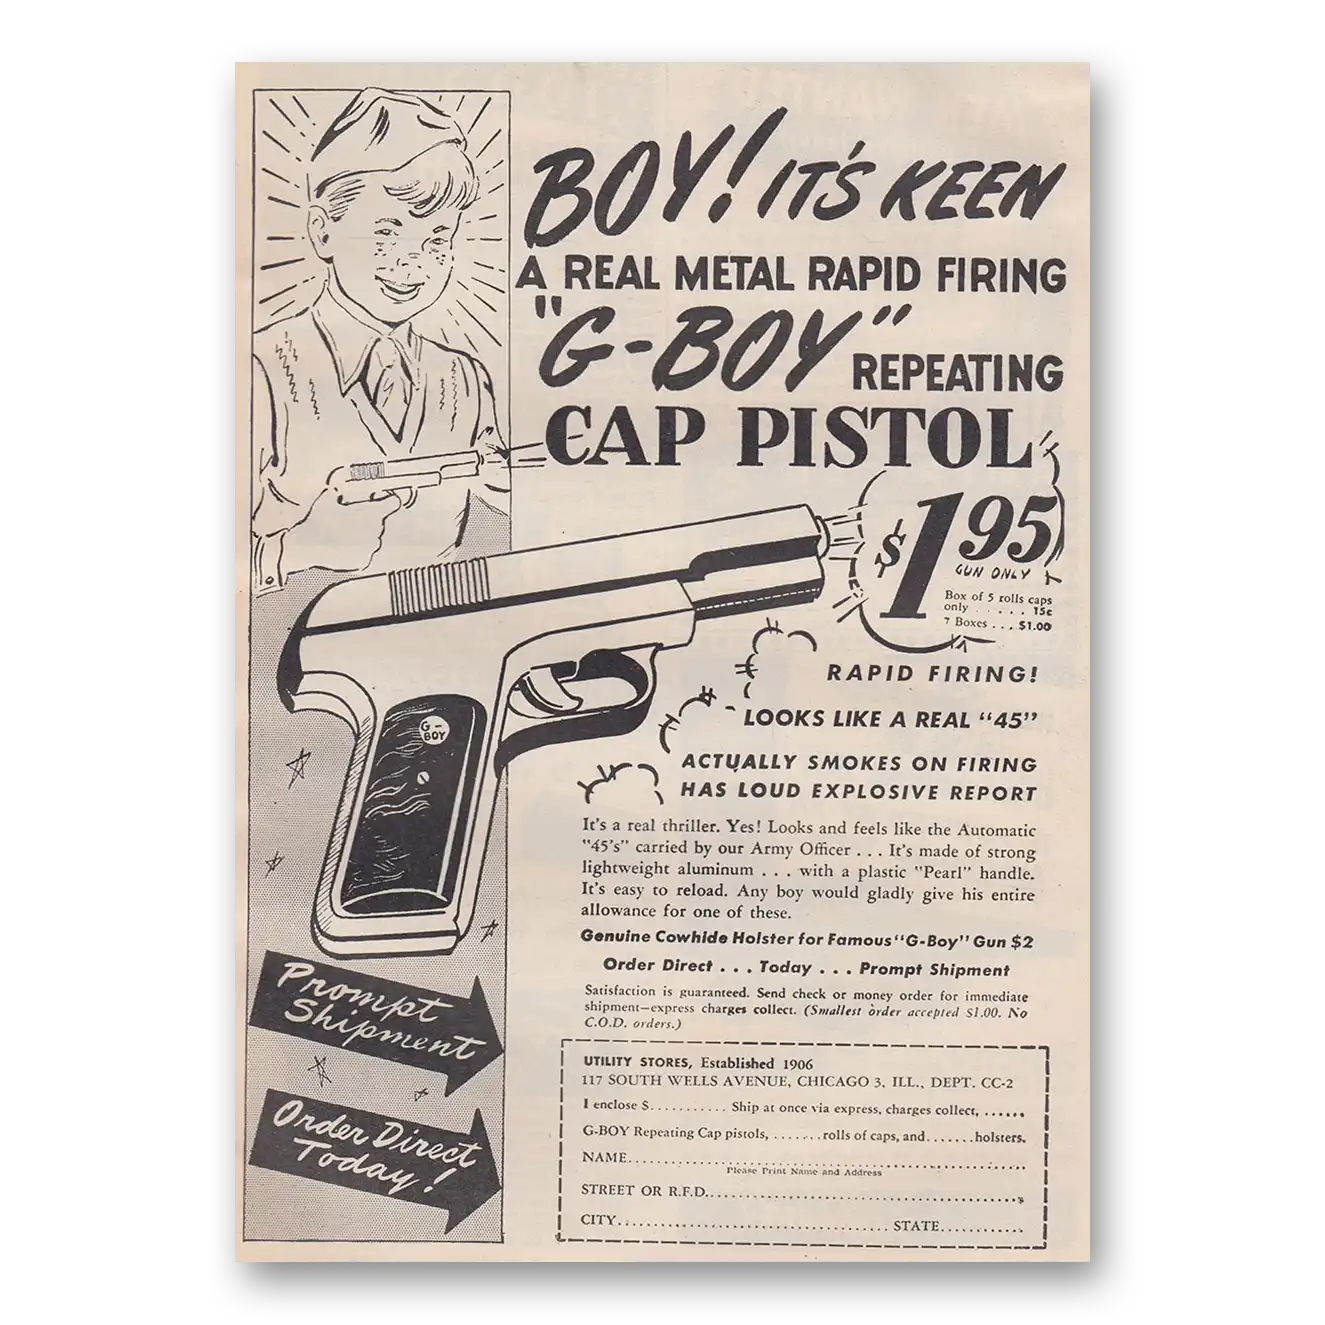 BOY! IT'S KEEN
A REAL METAL RAPID FIRING
"G-BOY" REPEATING
CAP PISTOL
$1.95
GUN ONLY
Box of 5 rolls caps
only . . . . . 15c
7 Boxes . . . $1.00
RAPID FIRING!
LOOKS LIKE A REAL "45"
ACTUALLY SMOKES ON FIRING
HAS LOUD EXPLOSIVE REPORT
G-
BOY
It's a real thriller. Yes! Looks and feels like the Automatic
"45's" carried by our Army Officer . . . It's made of strong
lightweight aluminum . . . with a plastic "Pearl" handle.
It's easy to reload. Any boy would gladly give his entire
allowance for one of these.
Genuine Cowhide Holster for Famous "G-Boy" Gun $2
Order Direct . . . Today . . . Prompt Shipment
Satisfaction is guaranteed. Send check or money order for immediate
shipment—express charges collect. (Smallest order accepted $1.00. No
C.O.D. orders.)
Prompt
Shipment
Order Direct
Today!
UTILITY STORES, Established 1906
117 SOUTH WELLS AVENUE, CHICAGO 3, ILL., DEPT. CC-2
I enclose $........... Ship at once via express, charges collect, ......
G-BOY Repeating Cap pistols, .......rolls of caps, and.......holsters.
NAME..........................................................
Please Print Name and Address
STREET OR R.F.D...............................................
CITY..................................... STATE............